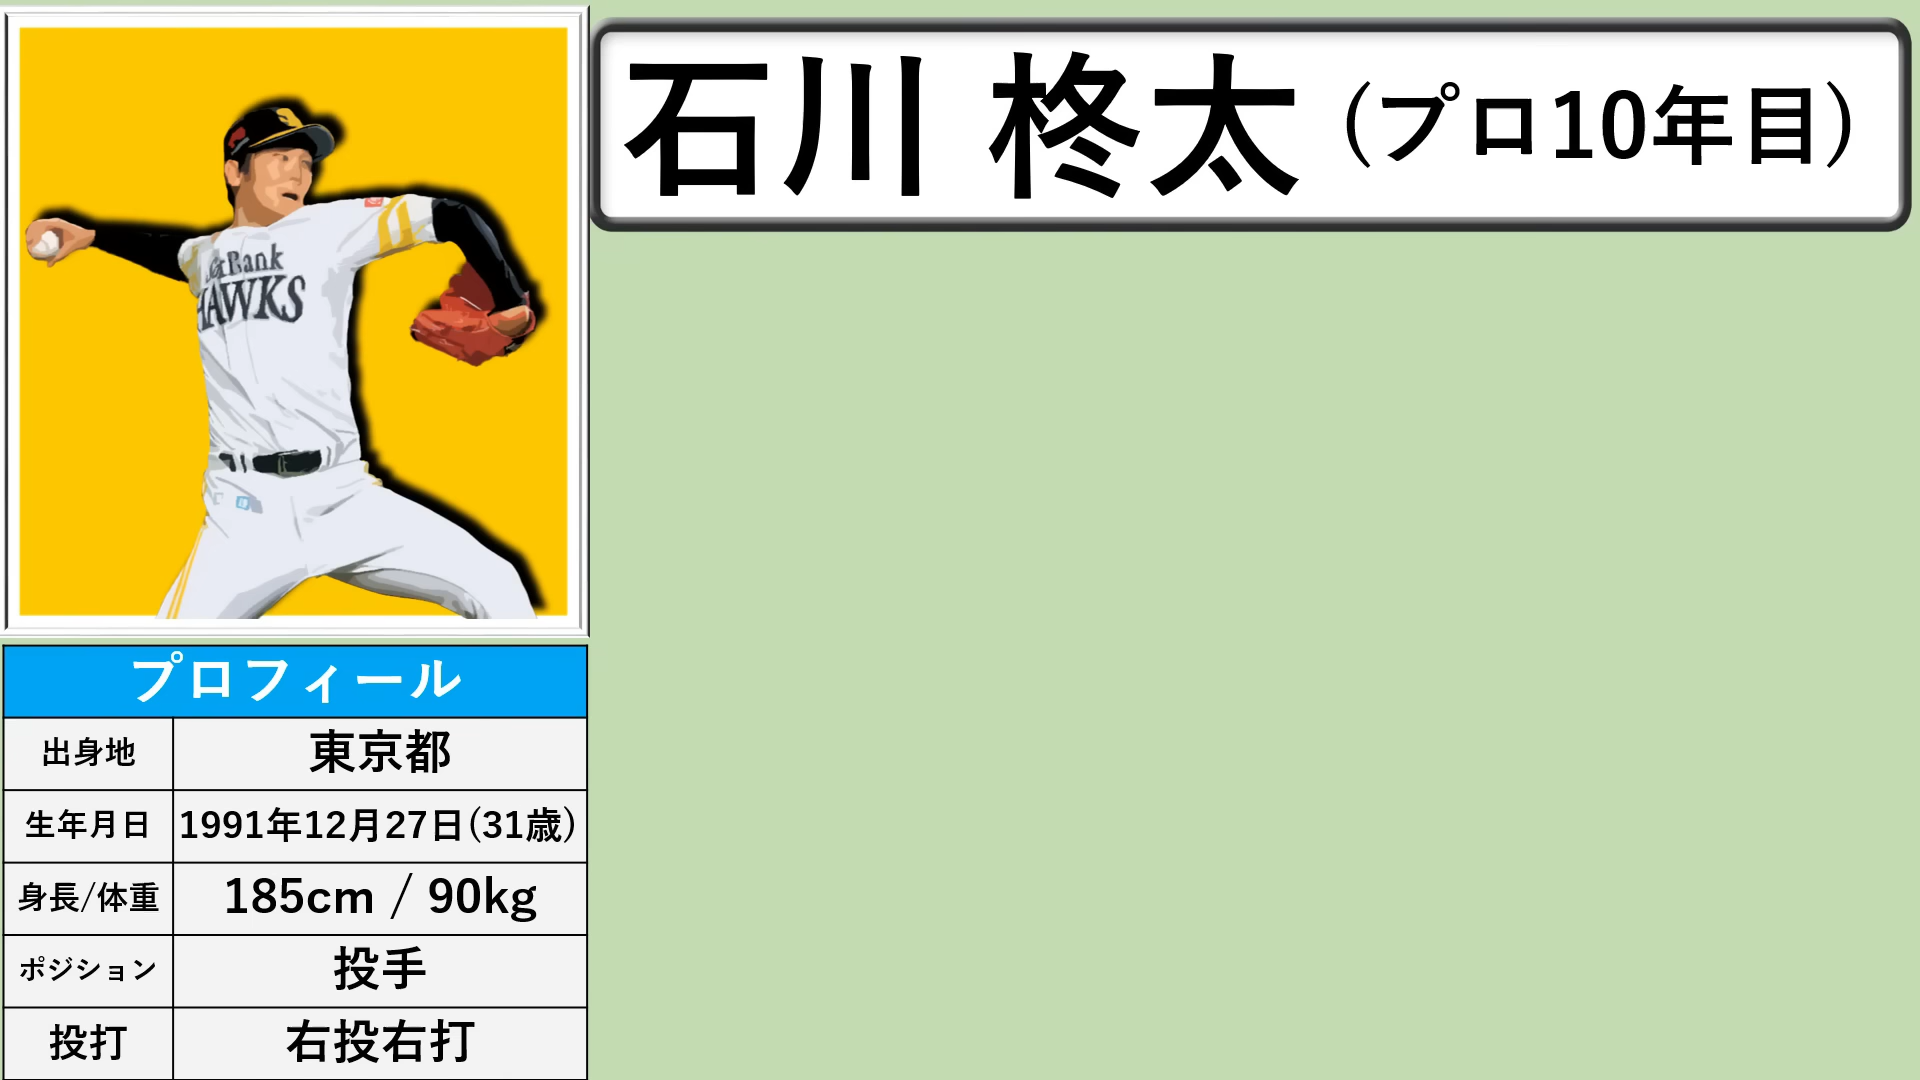 石川 柊太 (プロ10年目)
Bank
HAWKS
プロフィール
出身地 東京都
生年月日 1991年12月27日(31歳)
身長/体重 185cm / 90kg
ポジション 投手
投打 右投右打